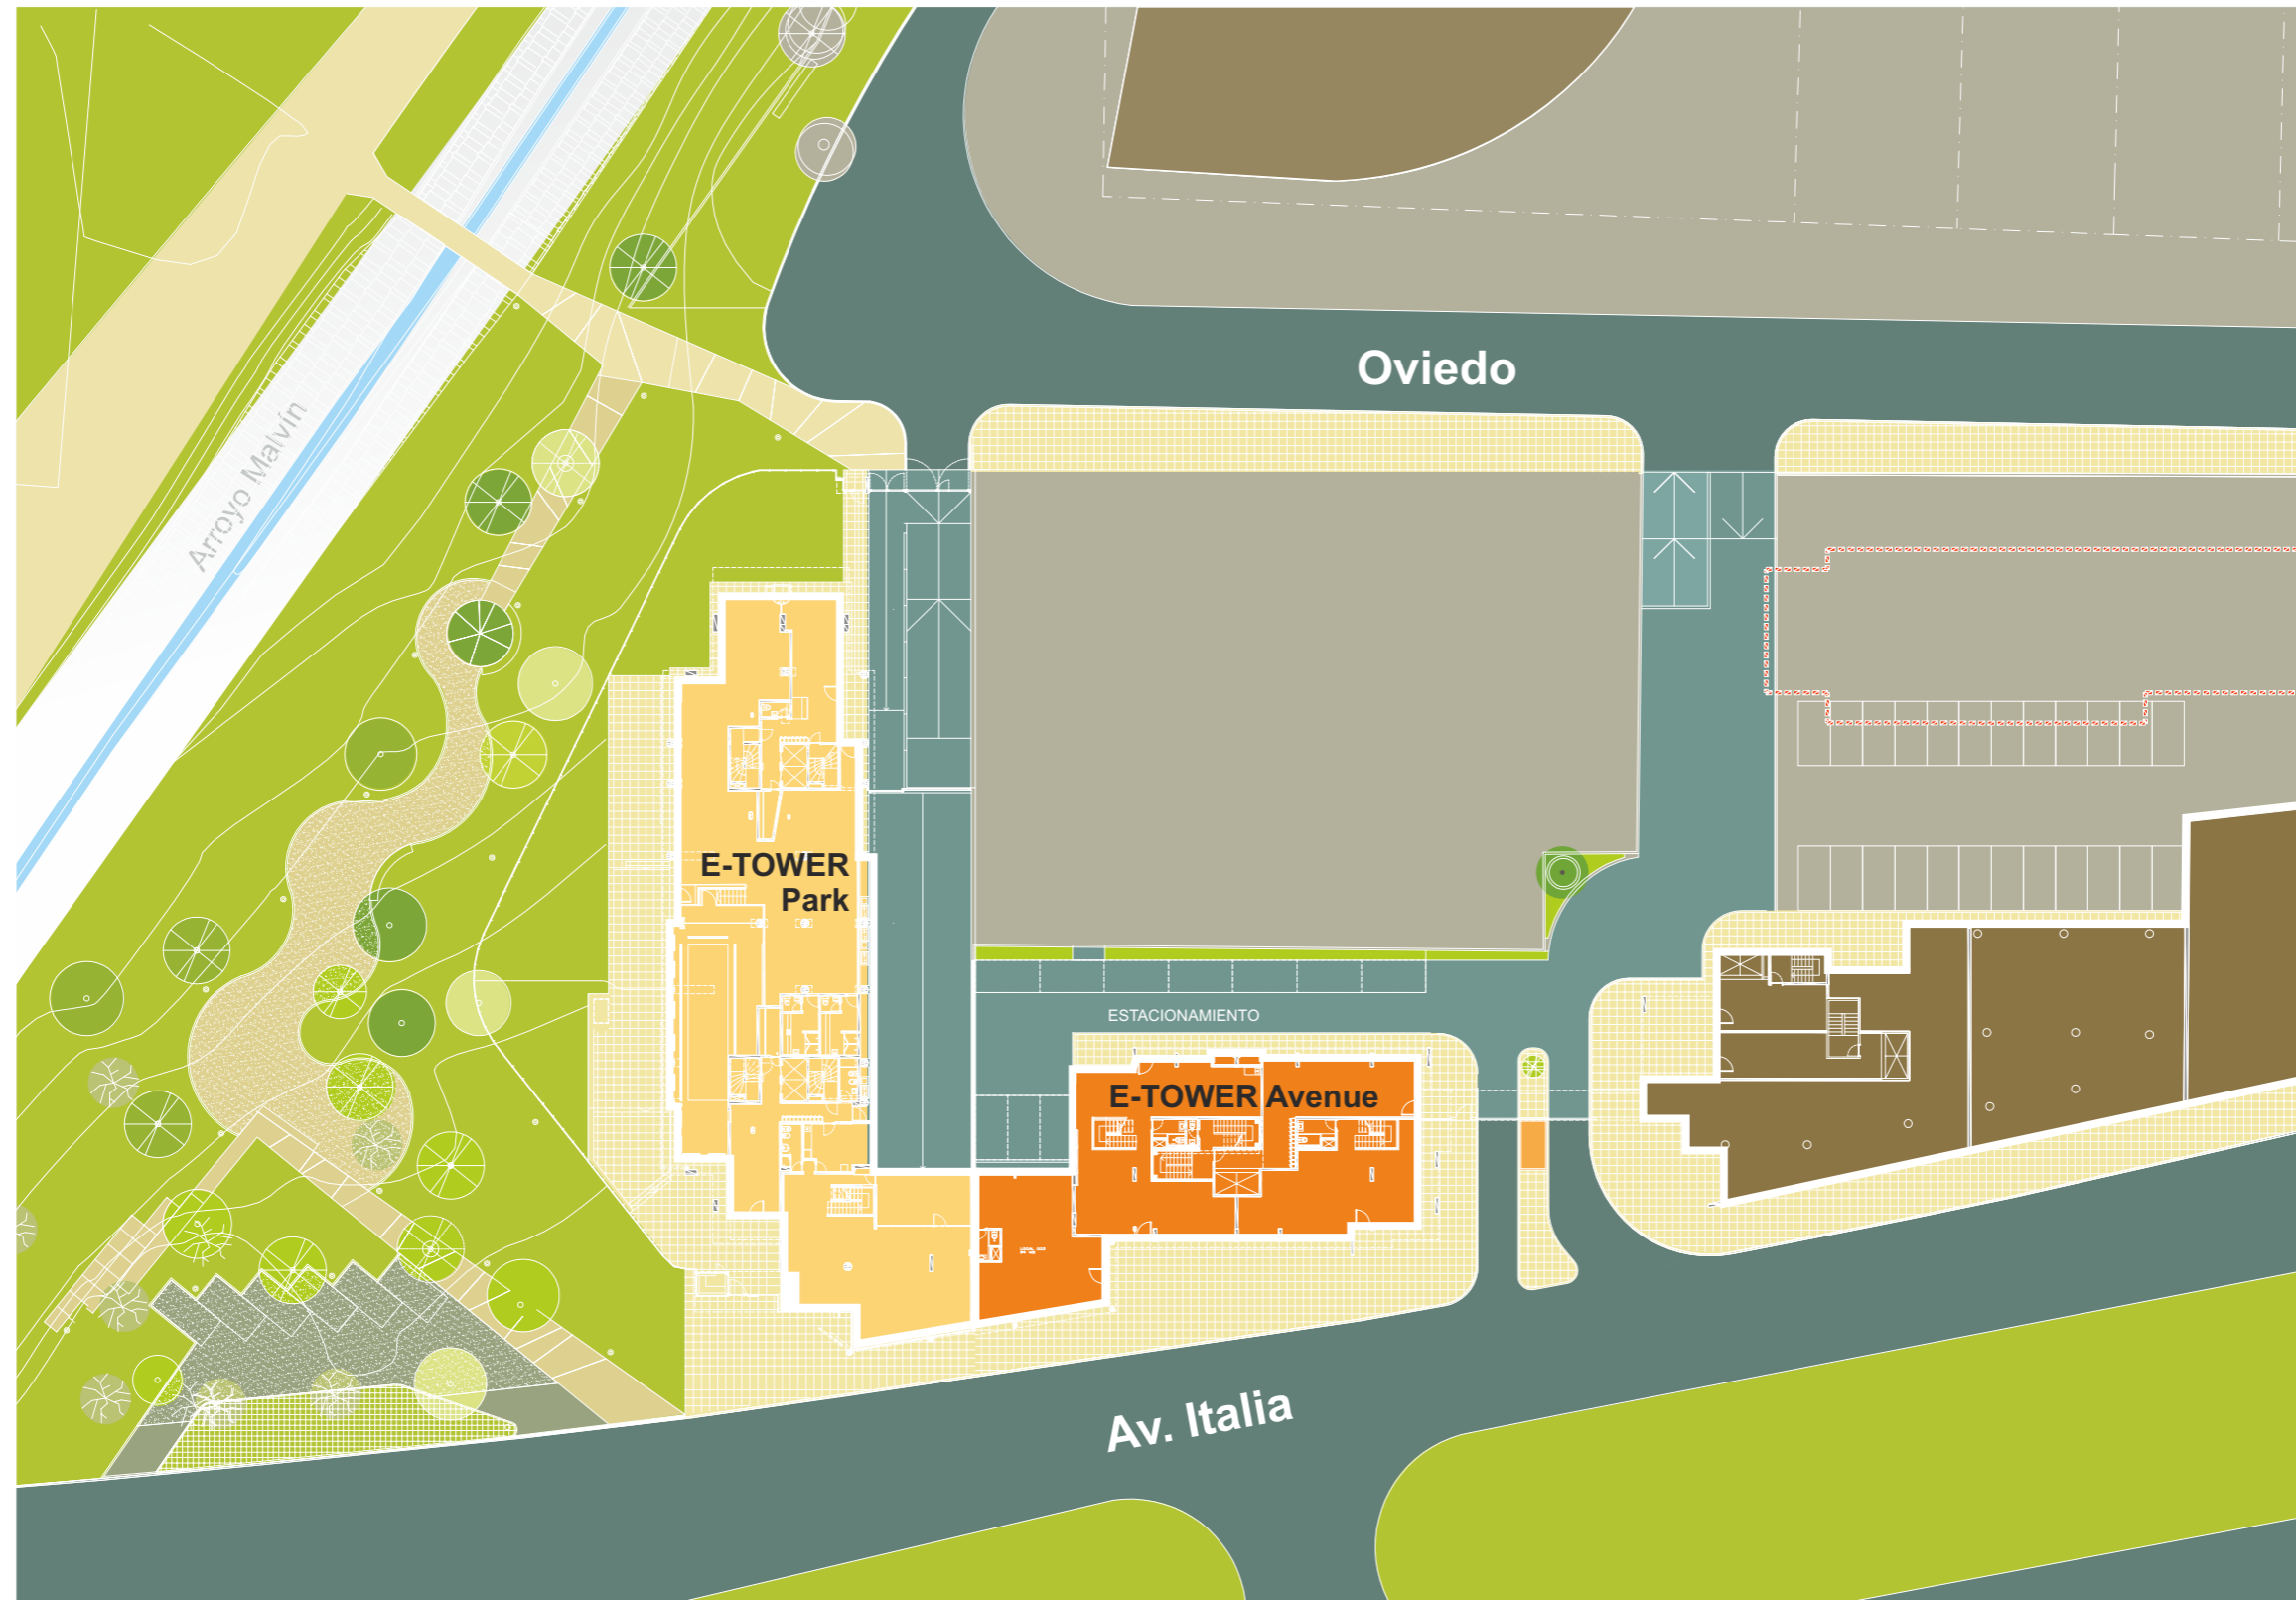 Oviedo
Arroyo Malvín
E-TOWER
Park
ESTACIONAMIENTO
E-TOWER Avenue
Av. Italia